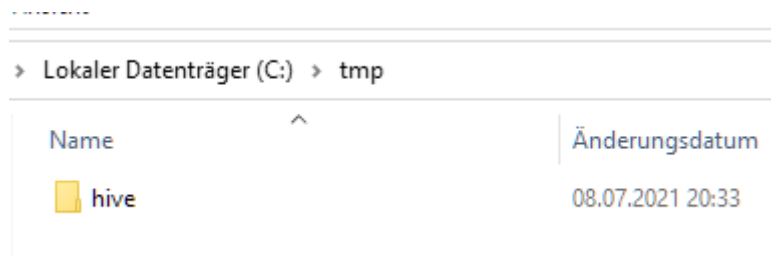 > Lokaler Datenträger (C:) > tmp
Name Änderungsdatum
hive 08.07.2021 20:33